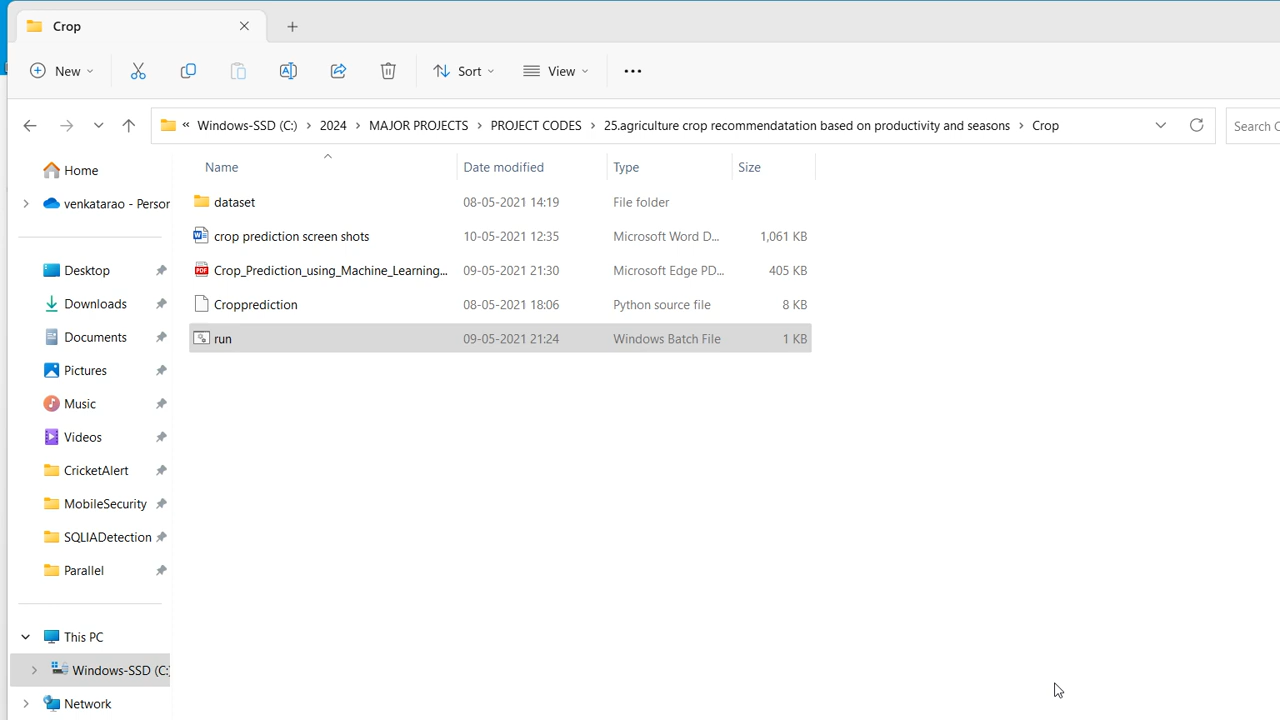 Crop
New Sort View
« Windows-SSD (C:) › 2024 › MAJOR PROJECTS › PROJECT CODES › 25.agriculture crop recommendatation based on productivity and seasons › Crop
Search C
Home
venkatarao - Persor
Desktop
Downloads
Documents
Pictures
Music
Videos
CricketAlert
MobileSecurity
SQLIADetection
Parallel
This PC
Windows-SSD (C:
Network
Name Date modified Type Size
dataset 08-05-2021 14:19 File folder
crop prediction screen shots 10-05-2021 12:35 Microsoft Word D... 1,061 KB
Crop_Prediction_using_Machine_Learning... 09-05-2021 21:30 Microsoft Edge PD... 405 KB
Cropprediction 08-05-2021 18:06 Python source file 8 KB
run 09-05-2021 21:24 Windows Batch File 1 KB